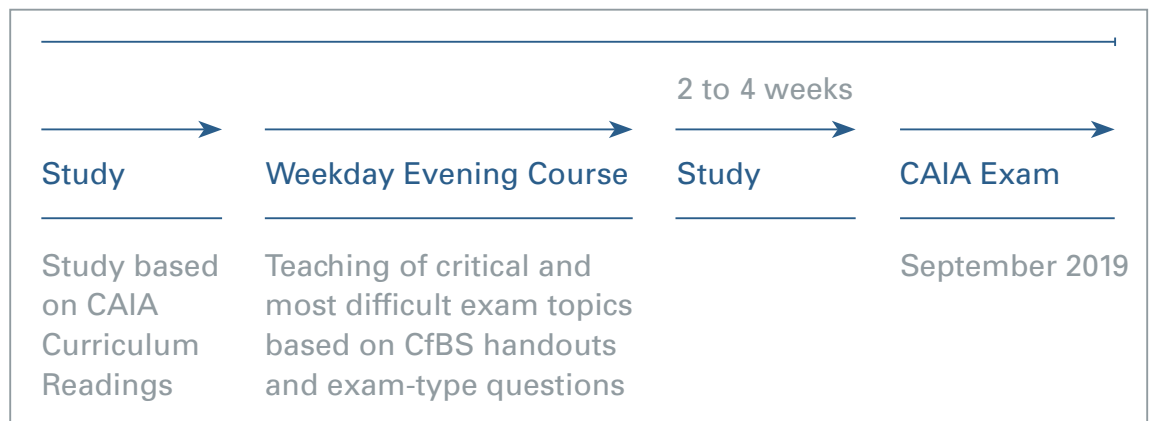 2 to 4 weeks
Study
Weekday Evening Course
Study
CAIA Exam
Study based
on CAIA
Curriculum
Readings
Teaching of critical and
most difficult exam topics
based on CfBS handouts
and exam-type questions
September 2019